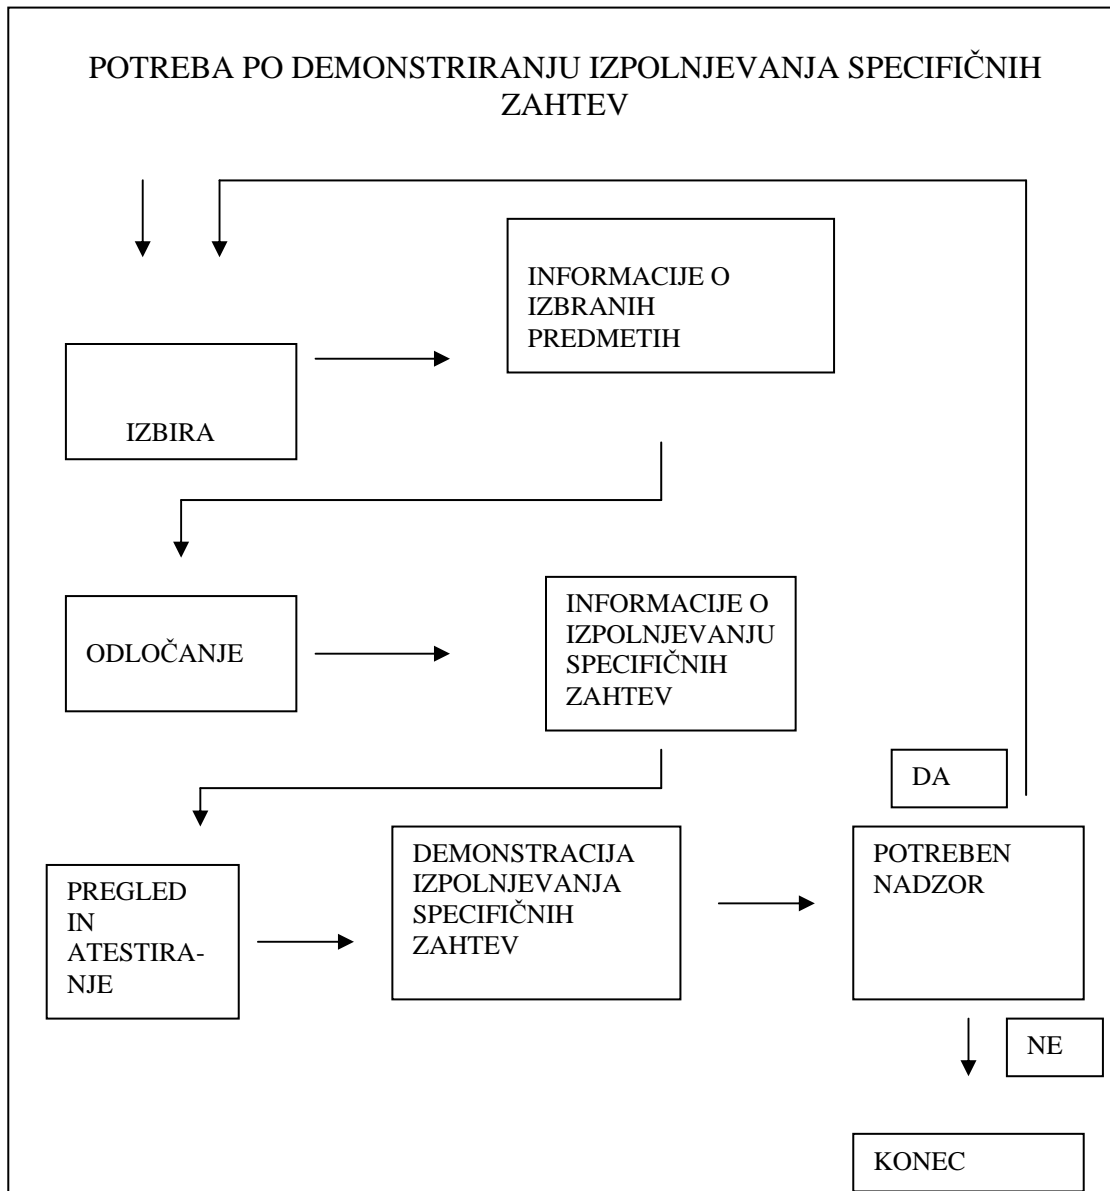 POTREBA PO DEMONSTRIRANJU IZPOLNJEVANJA SPECIFIČNIH
ZAHTEV
INFORMACIJE O
IZBRANIH
PREDMETIH
IZBIRA
ODLOČANJE
INFORMACIJE O
IZPOLNJEVANJU
SPECIFIČNIH
ZAHTEV
DA
PREGLED
IN
ATESTIRA-
NJE
DEMONSTRACIJA
IZPOLNJEVANJA
SPECIFIČNIH
ZAHTEV
POTREBEN
NADZOR
NE
KONEC